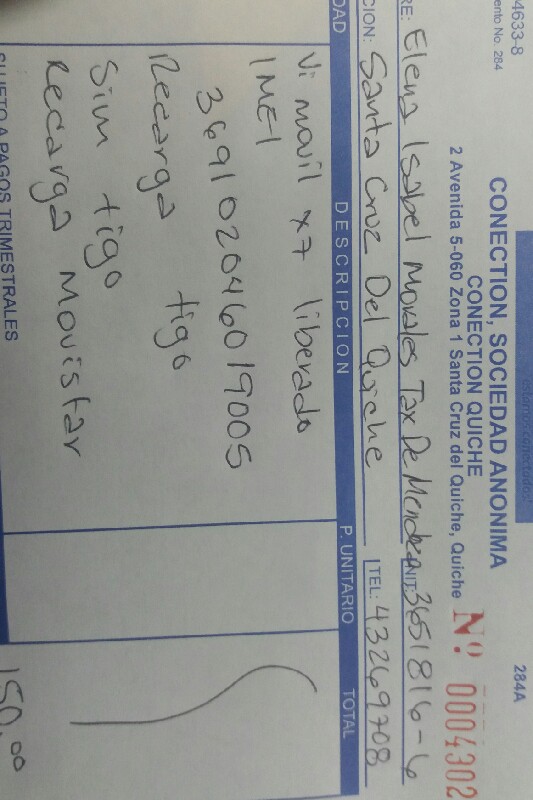 4633-8
ento No. 284
284A
"estamos conectados"
CONECTION, SOCIEDAD ANONIMA
CONECTION QUICHE
2 Avenida 5-060 Zona 1 Santa Cruz del Quiche, Quiche
Nº 0004302
RE: Elena Isabel Morales Tax De Mendez NIT: 3651816-6
CION: Santa Cruz Del Quiche TEL: 43269708
DAD DESCRIPCION P. UNITARIO TOTAL
Vi movil x7 liberado
IMEI
369102046019005
Recarga tigo
Sim tigo
Recarga Movistar
SUJETO A PAGOS TRIMESTRALES
150.00